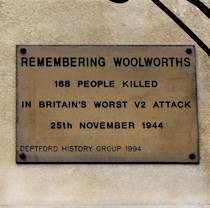 REMEMBERING WOOLWORTHS
168 PEOPLE KILLED
IN BRITAIN'S WORST V2 ATTACK
25th NOVEMBER 1944
DEPTFORD HISTORY GROUP 1994